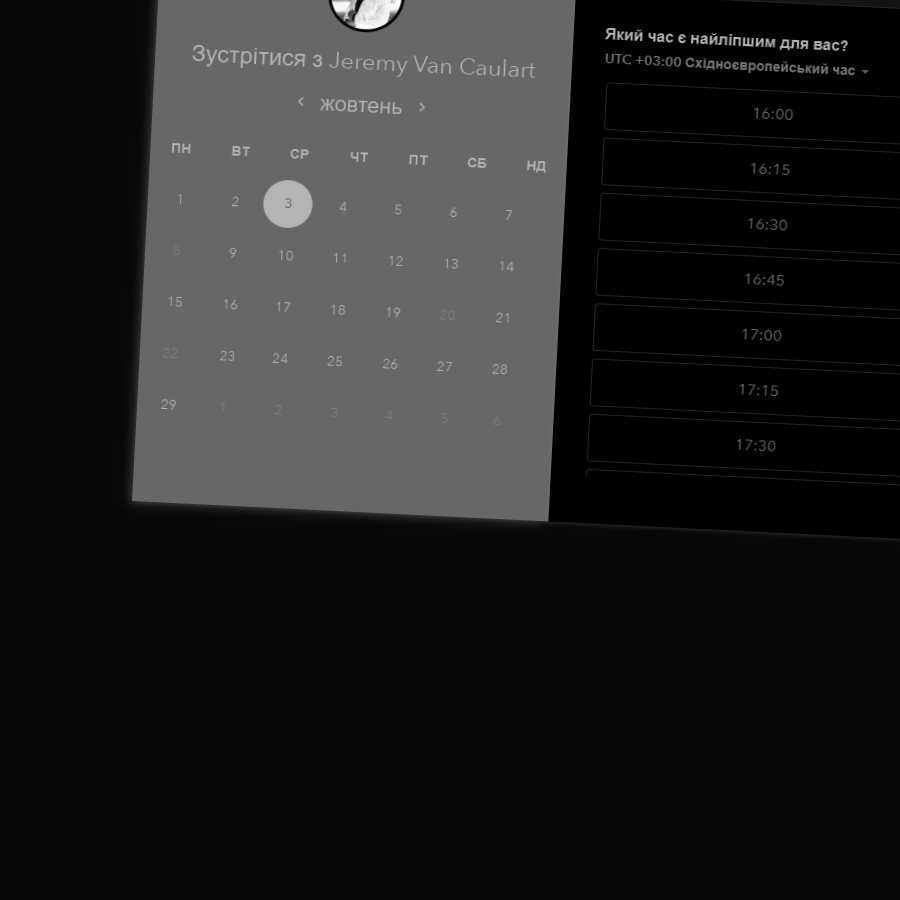 Зустрітися з Jeremy Van Caulart
жовтень
ПН ВТ СР ЧТ ПТ СБ НД
1 2 3 4 5 6 7
8 9 10 11 12 13 14
15 16 17 18 19 20 21
22 23 24 25 26 27 28
29 1 2 3 4 5 6
Який час є найліпшим для вас?
UTC +03:00 Східноєвропейський час
16:00
16:15
16:30
16:45
17:00
17:15
17:30